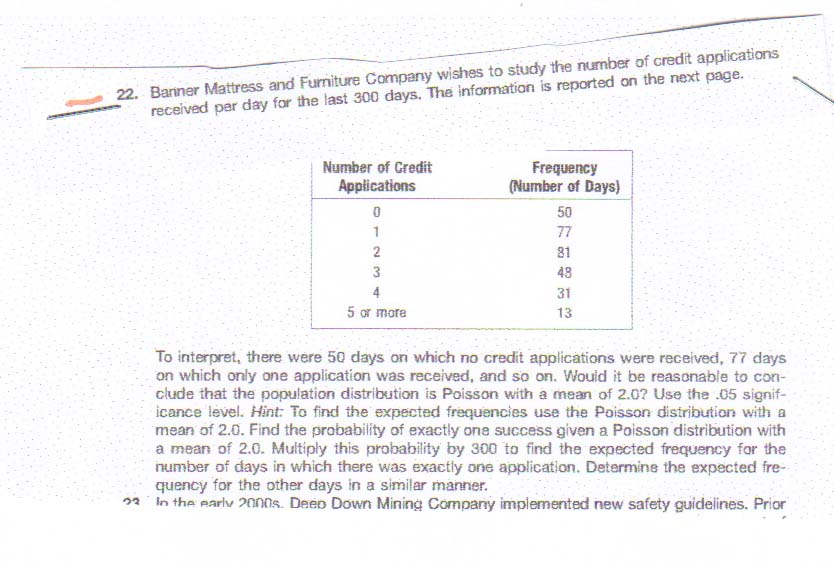 22. Banner Mattress and Furniture Company wishes to study the number of credit applications
received per day for the last 300 days. The information is reported on the next page.
Number of Credit Frequency
Applications (Number of Days)
0 50
1 77
2 81
3 48
4 31
5 or more 13
To interpret, there were 50 days on which no credit applications were received, 77 days
on which only one application was received, and so on. Would it be reasonable to con-
clude that the population distribution is Poisson with a mean of 2.0? Use the .05 signif-
icance level. Hint: To find the expected frequencies use the Poisson distribution with a
mean of 2.0. Find the probability of exactly one success given a Poisson distribution with
a mean of 2.0. Multiply this probability by 300 to find the expected frequency for the
number of days in which there was exactly one application. Determine the expected fre-
quency for the other days in a similar manner.
23 In the early 2000s, Deep Down Mining Company implemented new safety guidelines. Prior